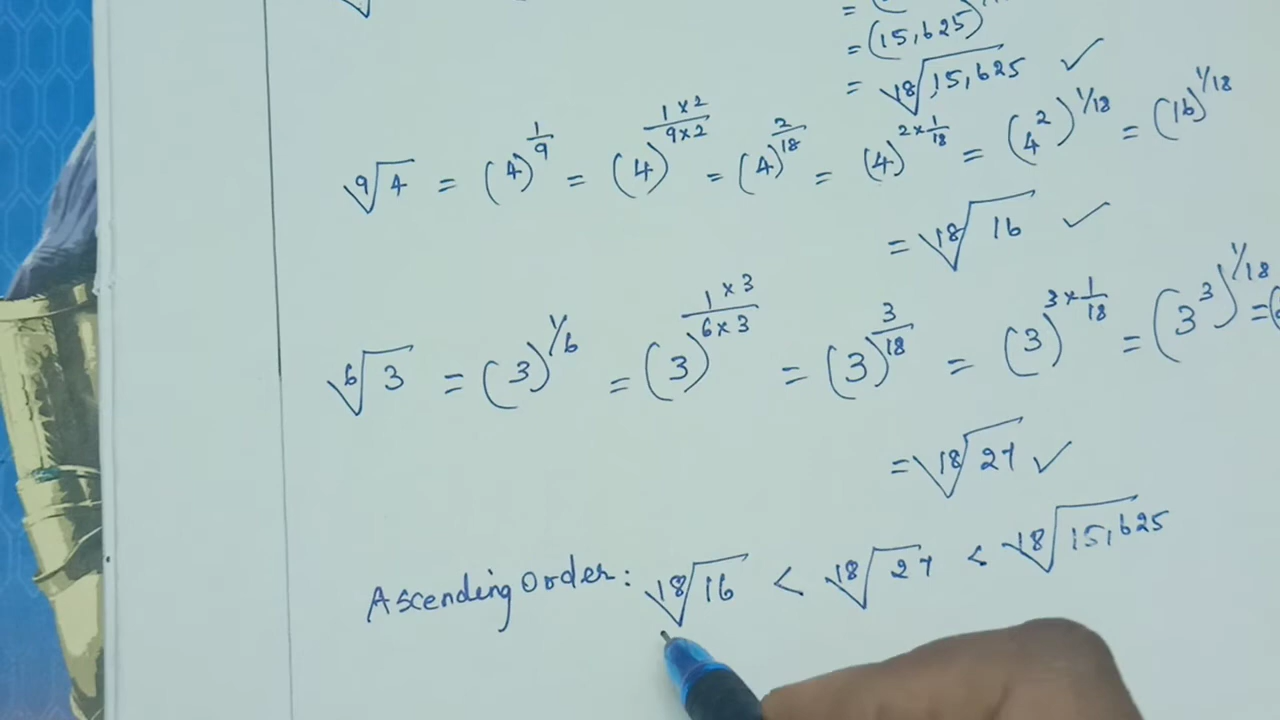 = (15,625)
= ¹⁸√15,625 ✓
⁹√4 = (4)^(1/9) = (4)^((1×2)/(9×2)) = (4)^(2/18) = (4)^(2×1/18) = (4²)^(1/18) = (16)^(1/18)
= ¹⁸√16 ✓
⁶√3 = (3)^(1/6) = (3)^((1×3)/(6×3)) = (3)^(3/18) = (3)^(3×1/18) = (3³)^(1/18) = (
= ¹⁸√27 ✓
Ascending Order: ¹⁸√16 < ¹⁸√27 < ¹⁸√15,625